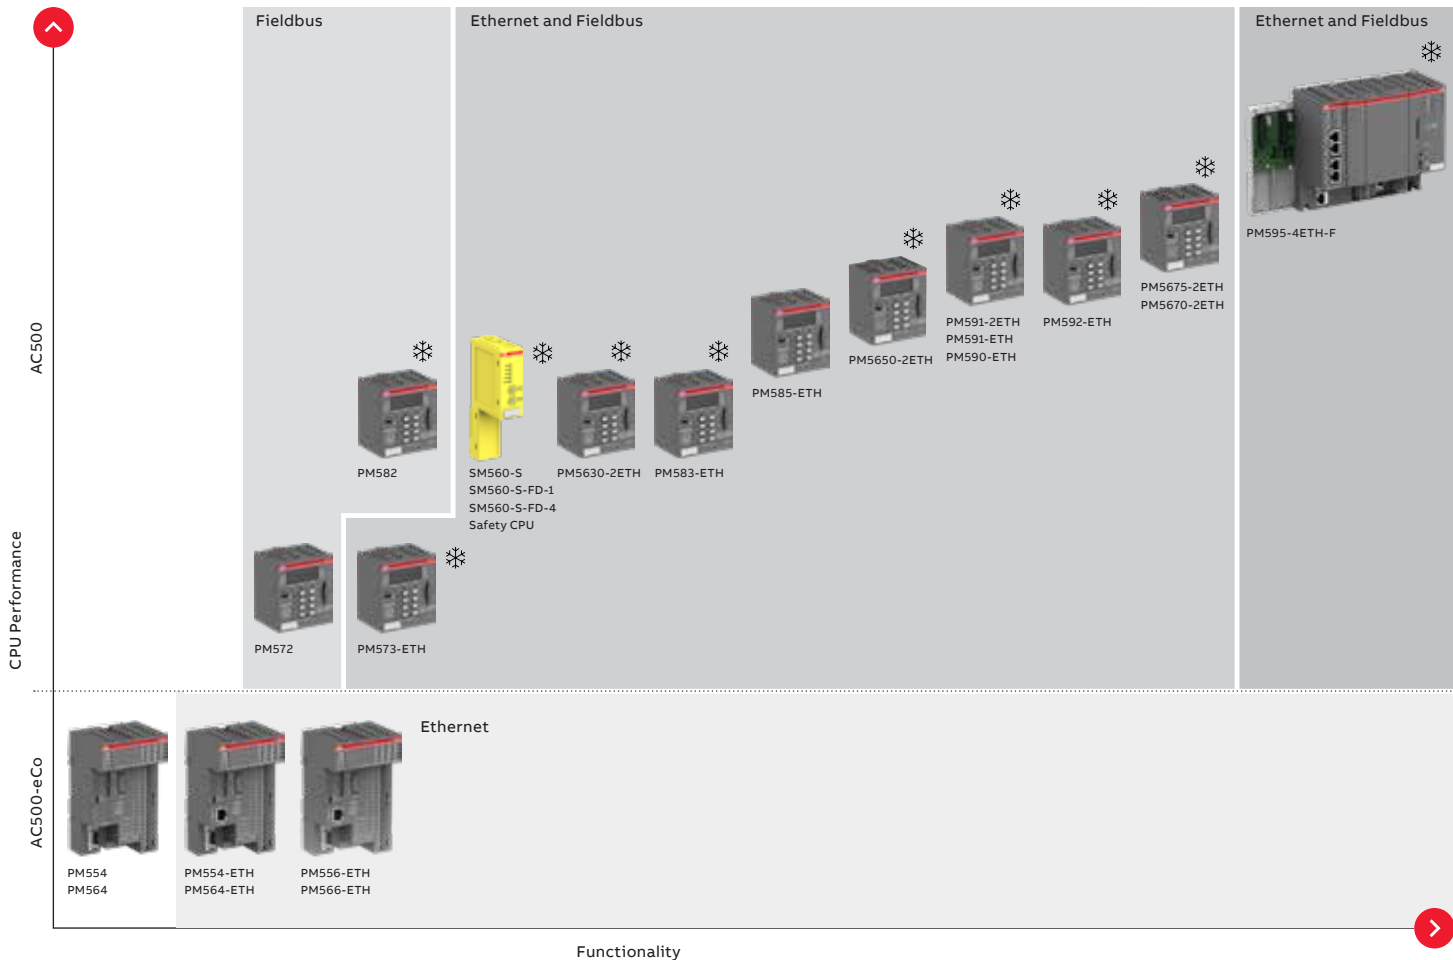 Fieldbus
Ethernet and Fieldbus
Ethernet and Fieldbus
PM595-4ETH-F
PM5675-2ETH
PM5670-2ETH
PM591-2ETH
PM591-ETH
PM590-ETH
PM592-ETH
PM5650-2ETH
PM585-ETH
AC500
PM582
SM560-S
SM560-S-FD-1
SM560-S-FD-4
Safety CPU
PM5630-2ETH
PM583-ETH
CPU Performance
PM572
PM573-ETH
Ethernet
AC500-eCo
PM554
PM564
PM554-ETH
PM564-ETH
PM556-ETH
PM566-ETH
Functionality